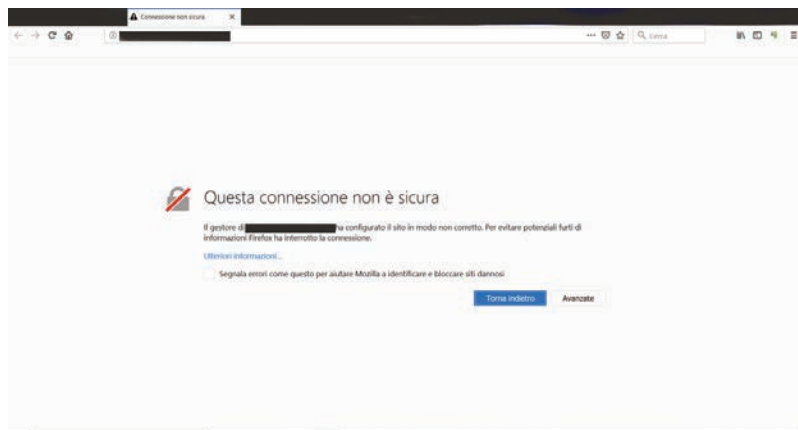 Connessione non sicura
Cerca
Questa connessione non è sicura
Il gestore di ha configurato il sito in modo non corretto. Per evitare potenziali furti di
informazioni Firefox ha interrotto la connessione.
Ulteriori informazioni...
Segnala errori come questo per aiutare Mozilla a identificare e bloccare siti dannosi
Torna indietro
Avanzate